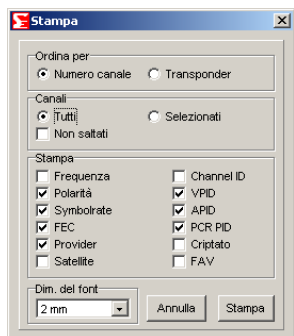 Stampa
Ordina per
Numero canale Transponder
Canali
Tutti Selezionati
Non saltati
Stampa
Frequenza Channel ID
Polarità VPID
Symbolrate APID
FEC PCR PID
Provider Criptato
Satellite FAV
Dim. del font
2 mm Annulla Stampa